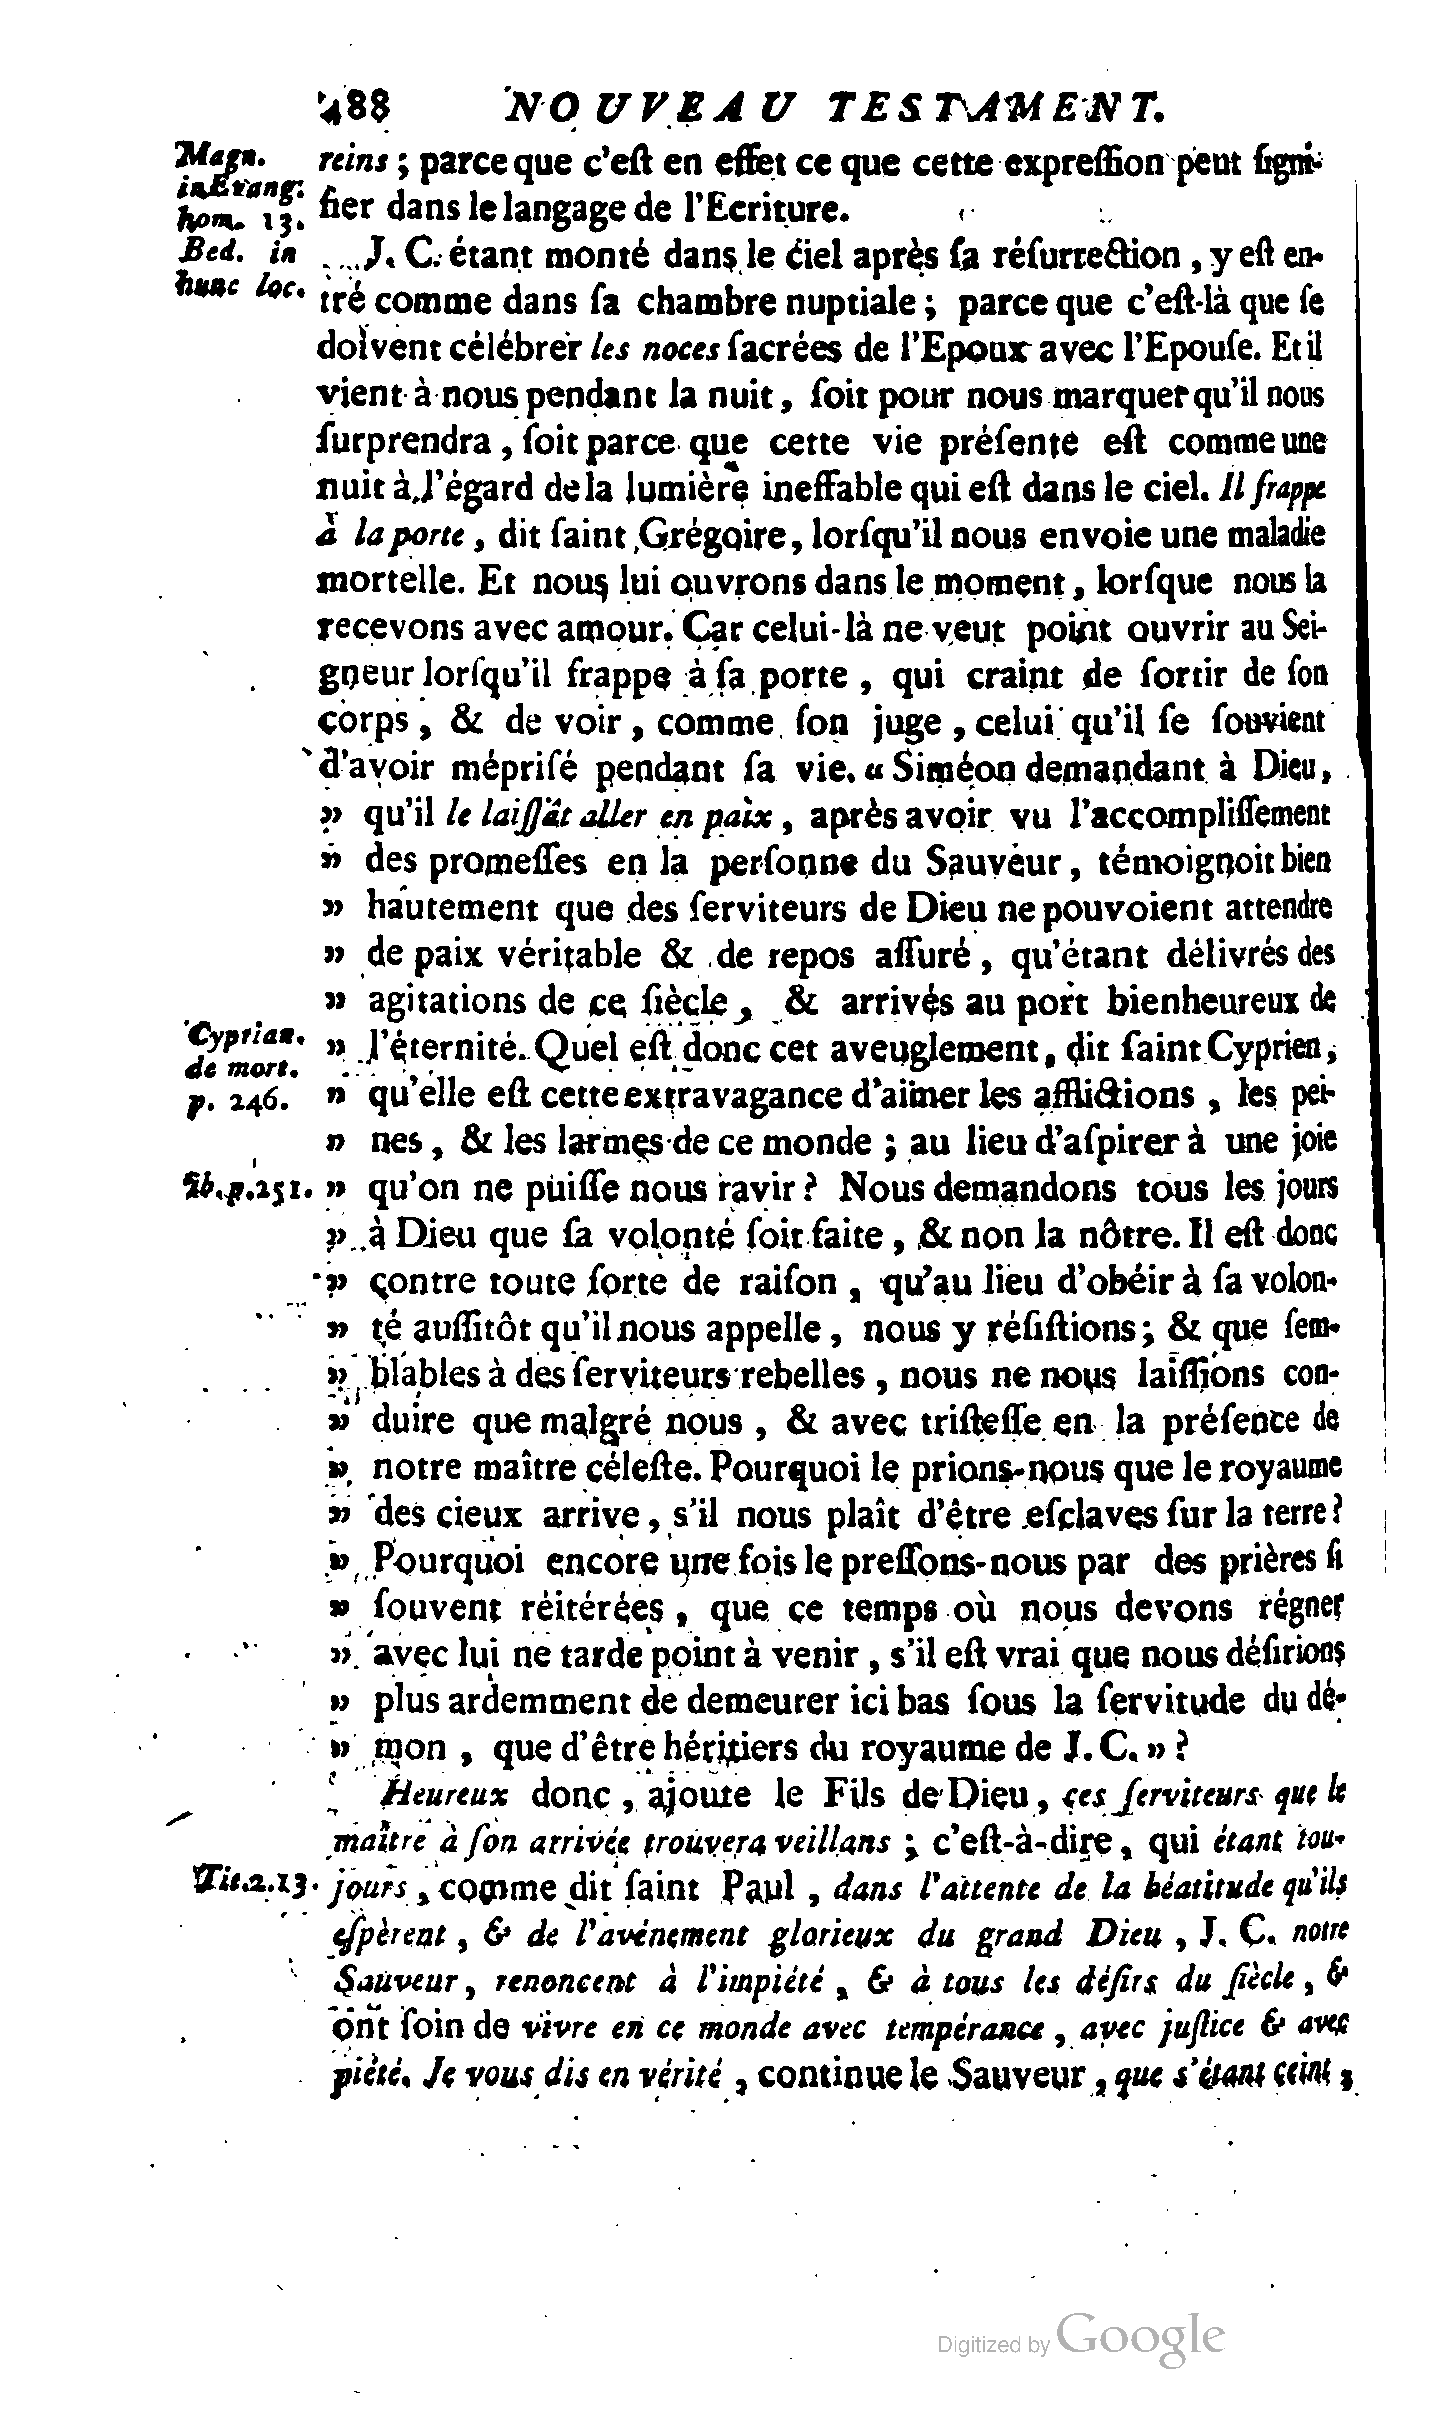 488 NOUVEAU TESTAMENT.
Magn. in Evang. hom. 13. Bed. in hunc loc.
reins ; parce que c'eſt en effet ce que cette expreſſion peut ſigni-
fier dans le langage de l'Ecriture.
J. C. étant monté dans le ciel après ſa réſurrection , y eſt en-
tré comme dans ſa chambre nuptiale ; parce que c'eſt-là que ſe
doivent célébrer les noces ſacrées de l'Epoux avec l'Epouſe. Et il
vient à nous pendant la nuit , ſoit pour nous marquer qu'il nous
ſurprendra , ſoit parce que cette vie préſente eſt comme une
nuit à l'égard de la lumière ineffable qui eſt dans le ciel. Il frappe
à la porte , dit ſaint Grégoire, lorſqu'il nous envoie une maladie
mortelle. Et nous lui ouvrons dans le moment , lorſque nous la
recevons avec amour. Car celui-là ne veut point ouvrir au Sei-
gneur lorſqu'il frappe à ſa porte , qui craint de ſortir de ſon
corps , & de voir , comme ſon juge , celui qu'il ſe ſouvient
d'avoir mépriſé pendant ſa vie. « Siméon demandant à Dieu,
» qu'il le laiſſât aller en paix , après avoir vu l'accompliſſement
» des promeſſes en la perſonne du Sauveur , témoignoit bien
» hautement que des ſerviteurs de Dieu ne pouvoient attendre
» de paix véritable & de repos aſſuré , qu'étant délivrés des
» agitations de ce ſiècle , & arrivés au port bienheureux de
Cyprian. de mort. p. 246.
» l'éternité. Quel eſt donc cet aveuglement, dit ſaint Cyprien,
» qu'elle eſt cette extravagance d'aimer les afflictions , les pei-
» nes , & les larmes de ce monde ; au lieu d'aſpirer à une joie
Ib. p. 251. » qu'on ne puiſſe nous ravir ? Nous demandons tous les jours
» à Dieu que ſa volonté ſoit faite , & non la nôtre. Il eſt donc
» contre toute ſorte de raiſon , qu'au lieu d'obéir à ſa volon-
» té auſſitôt qu'il nous appelle , nous y réſiſtions ; & que ſem-
» blables à des ſerviteurs rebelles , nous ne nous laiſſions con-
» duire que malgré nous , & avec triſteſſe en la préſence de
» notre maître céleſte. Pourquoi le prions-nous que le royaume
» des cieux arrive , s'il nous plaît d'être eſclaves ſur la terre ?
» Pourquoi encore une fois le preſſons-nous par des prières ſi
» ſouvent réitérées , que ce temps où nous devons régner
» avec lui ne tarde point à venir , s'il eſt vrai que nous déſirions
» plus ardemment de demeurer ici bas ſous la ſervitude du dé-
» mon , que d'être héritiers du royaume de J. C. » ?
Heureux donc , ajoute le Fils de Dieu , ces ſerviteurs que le
maître à ſon arrivée trouvera veillans ; c'eſt-à-dire , qui étant tou-
Tit. 2. 13. jours , comme dit ſaint Paul , dans l'attente de la béatitude qu'ils
eſpèrent , & de l'avénement glorieux du grand Dieu , J. C. notre
Sauveur , renoncent à l'impiété , & à tous les déſirs du ſiècle , &
ont ſoin de vivre en ce monde avec tempérance , avec juſtice & avec
piété. Je vous dis en vérité , continue le Sauveur , que s'étant ceint ,
Digitized by Google